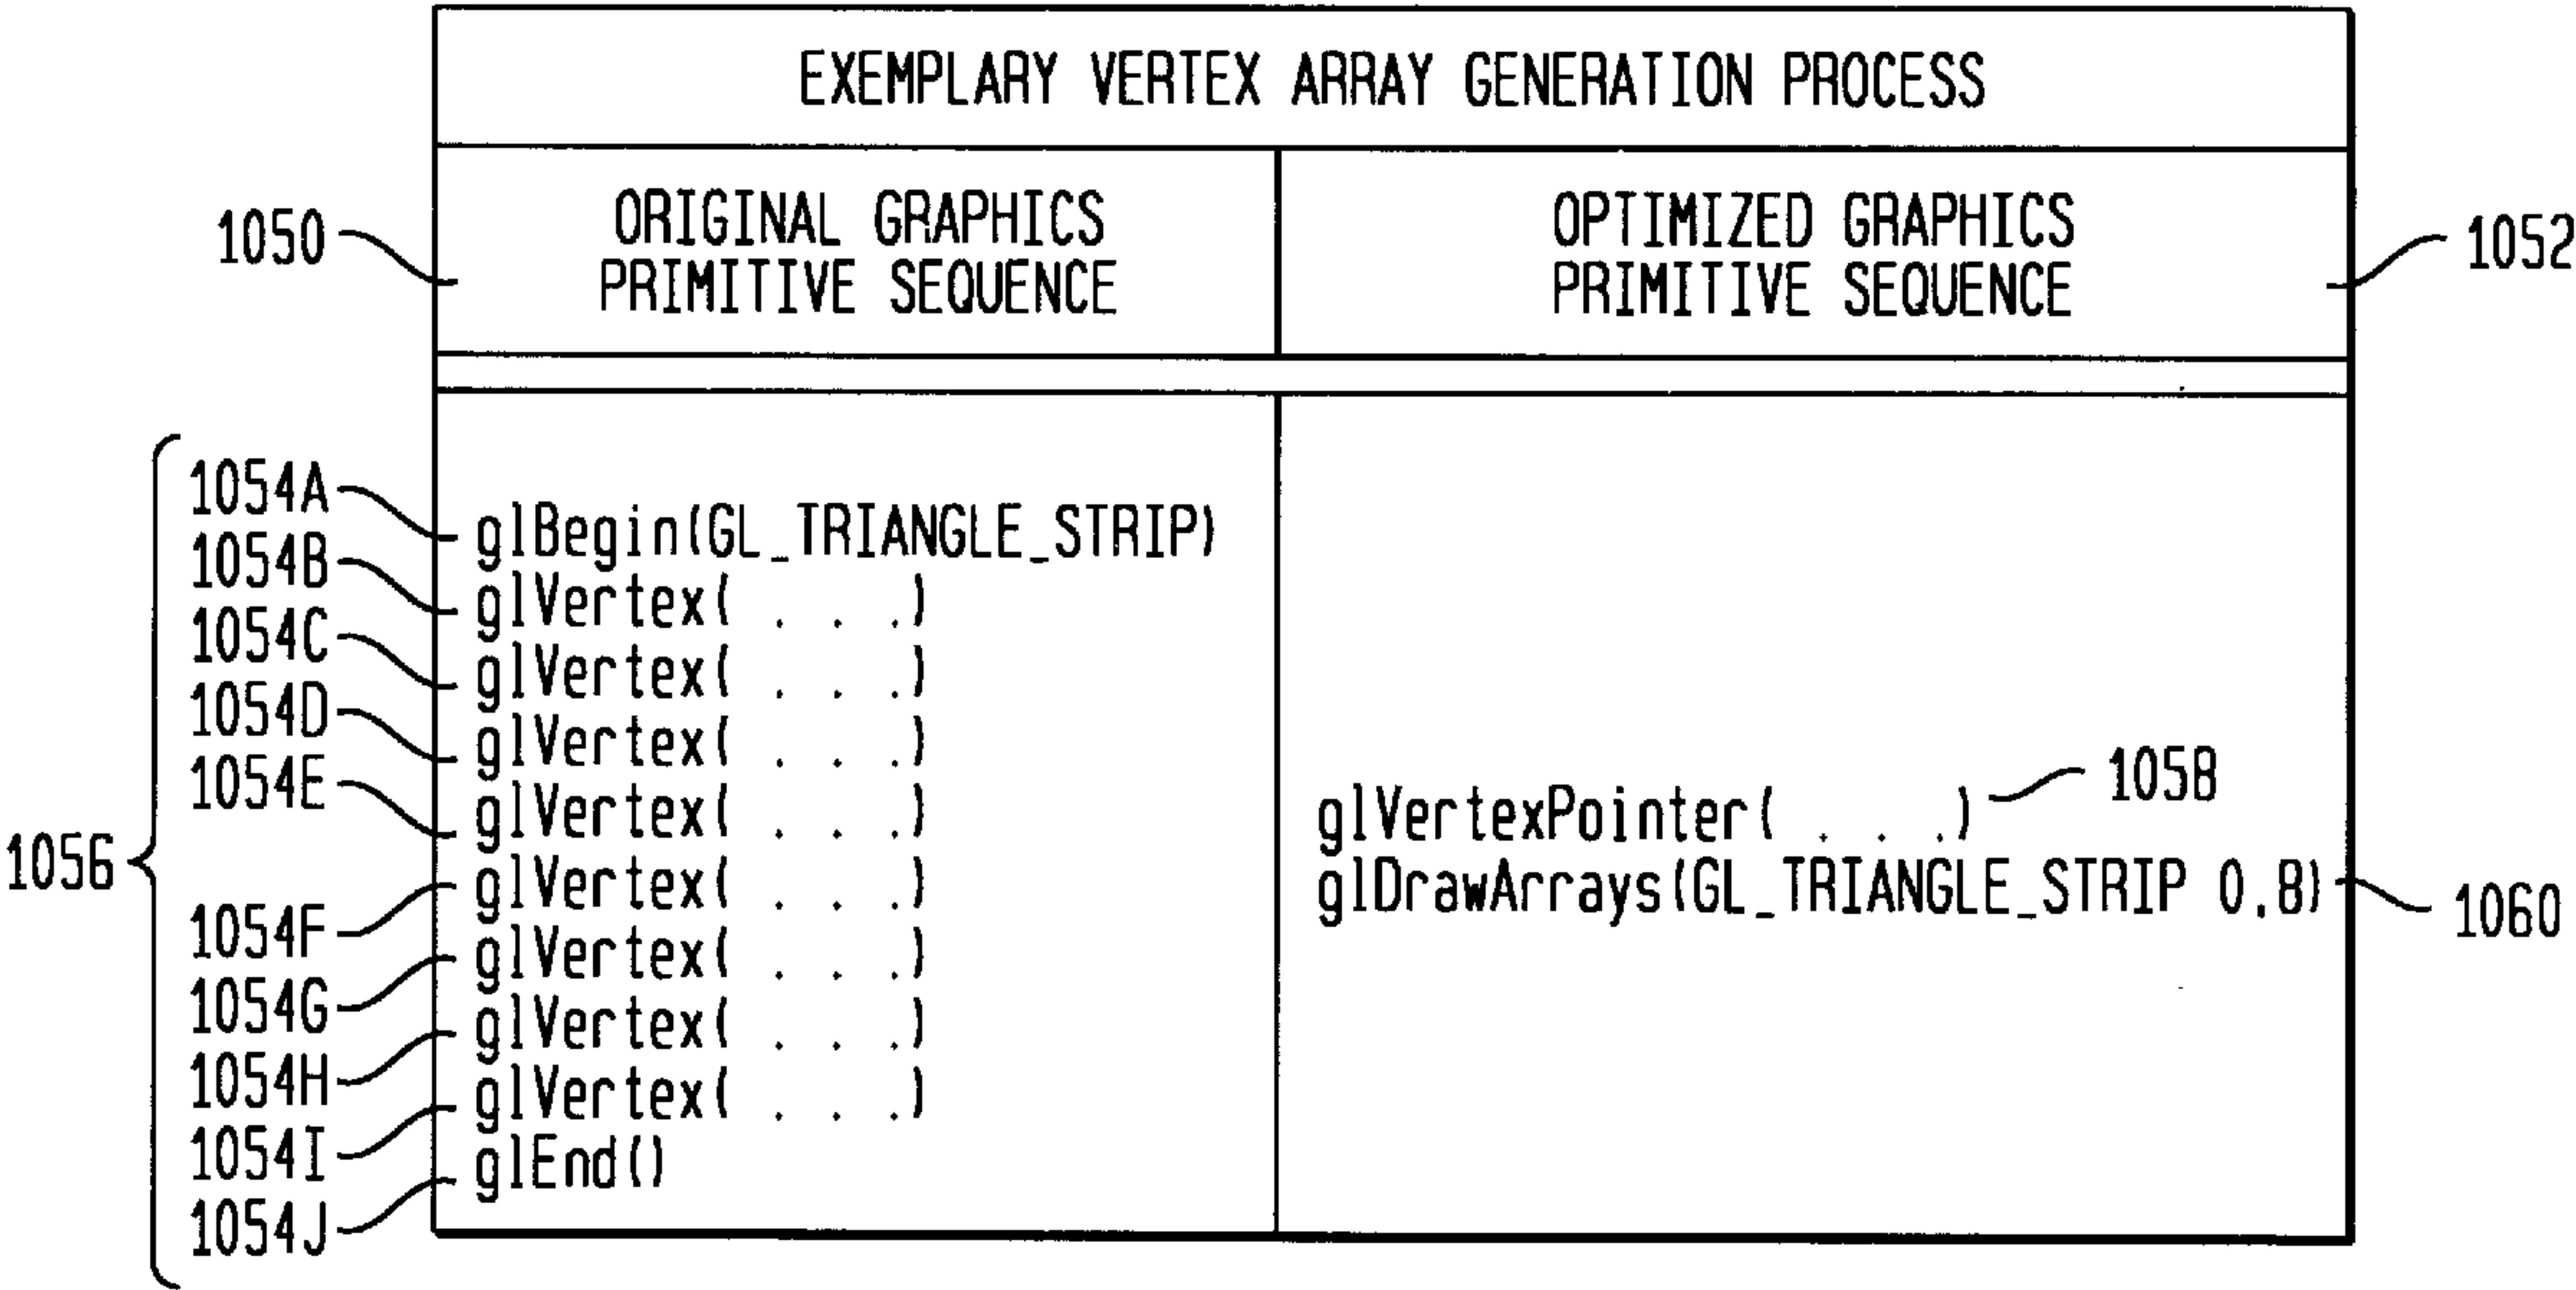 EXEMPLARY VERTEX ARRAY GENERATION PROCESS
1050
ORIGINAL GRAPHICS
PRIMITIVE SEQUENCE
OPTIMIZED GRAPHICS
PRIMITIVE SEQUENCE
1052
1056
1054A
glBegin(GL_TRIANGLE_STRIP)
1054B
glVertex( . . .)
1054C
glVertex( . . .)
1054D
glVertex( . . .)
1054E
glVertex( . . .)
1054F
glVertex( . . .)
1054G
glVertex( . . .)
1054H
glVertex( . . .)
1054I
glVertex( . . .)
1054J
glEnd()
glVertexPointer( . . .)
1058
glDrawArrays(GL_TRIANGLE_STRIP 0,8)
1060